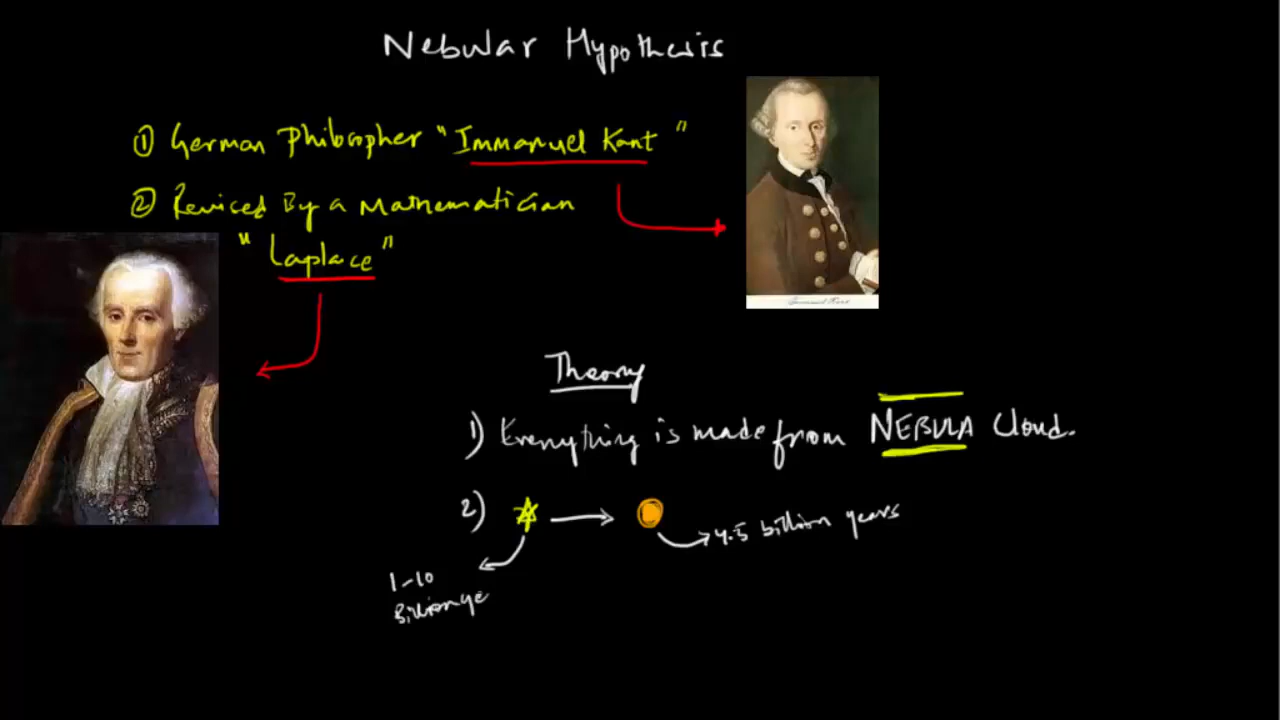 Nebular Hypothesis
① German Philosopher "Immanuel Kant"
② Revised By a Mathematician
"Laplace"
Theory
1) Everything is made from NEBULA Cloud.
2)
4.5 billion years
1-10
Billion ye